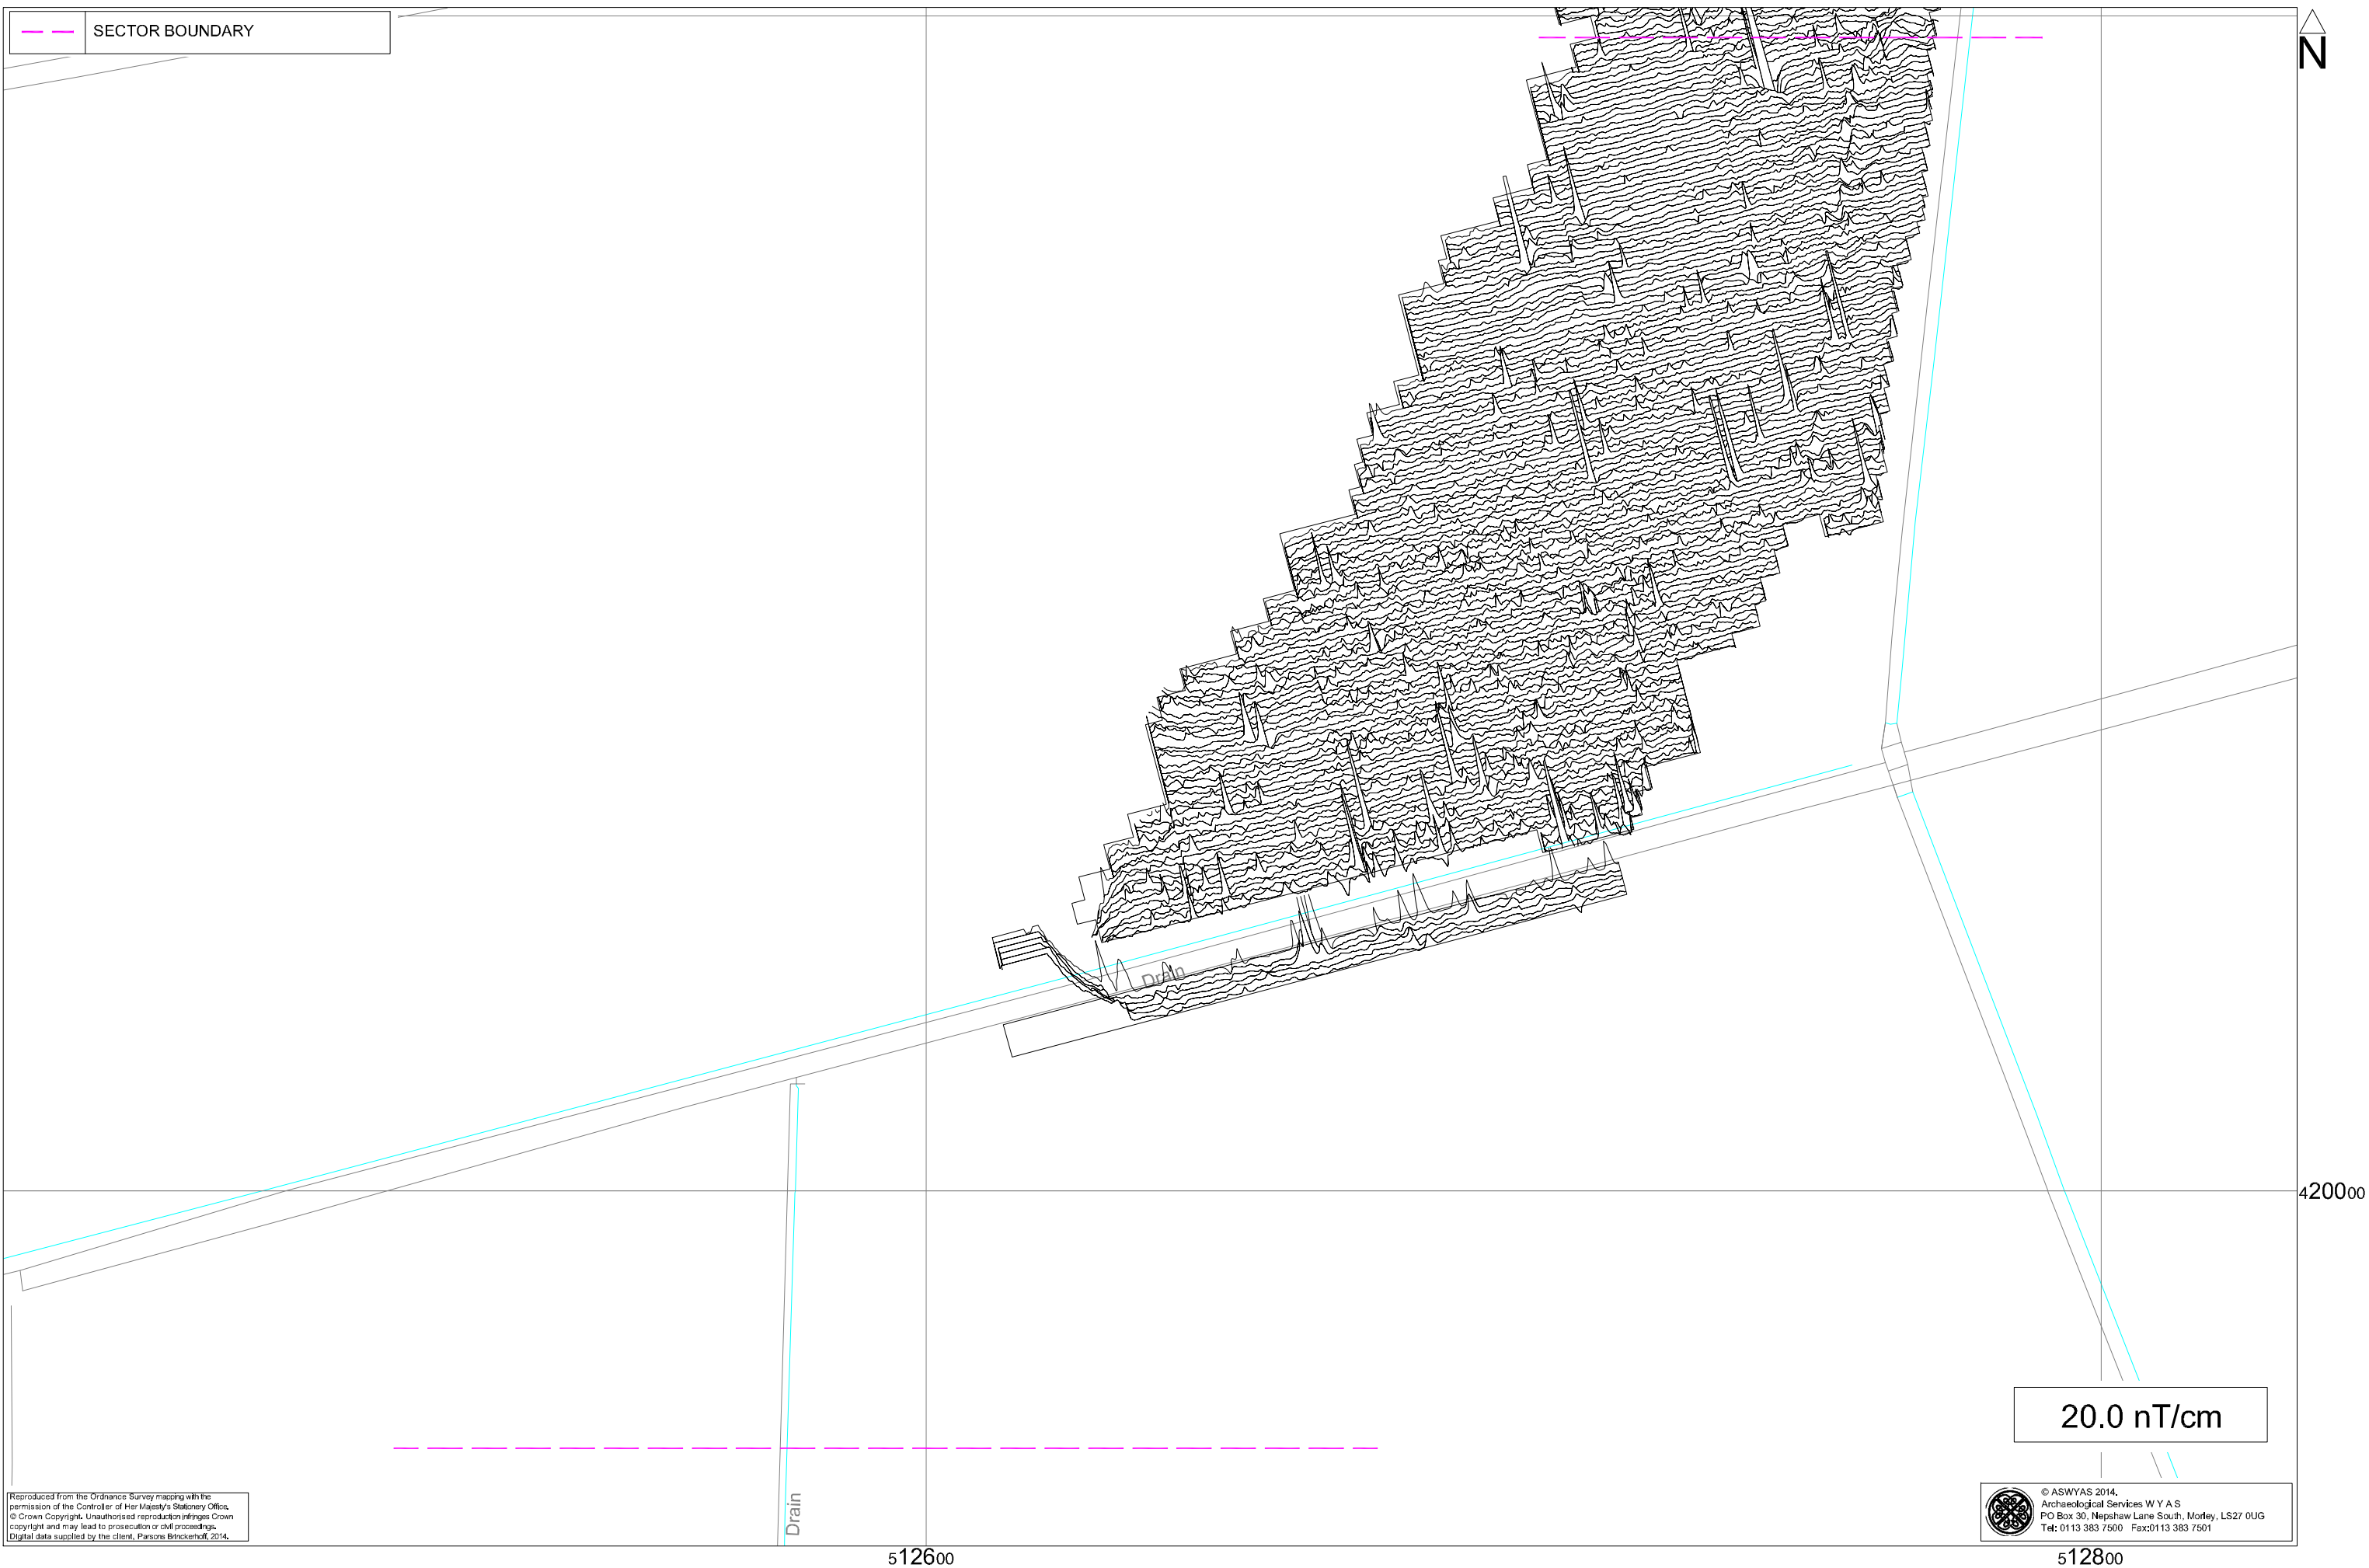 SECTOR BOUNDARY
N
Drain
42000
20.0 nT/cm
Drain
Reproduced from the Ordnance Survey mapping with the
permission of the Controller of Her Majesty's Stationery Office.
© Crown Copyright. Unauthorised reproduction infringes Crown
copyright and may lead to prosecution or civil proceedings.
Digital data supplied by the client, Parsons Brinckerhoff, 2014.
© ASWYAS 2014.
Archaeological Services W Y A S
PO Box 30, Nepshaw Lane South, Morley, LS27 0UG
Tel: 0113 383 7500 Fax:0113 383 7501
512600
512800